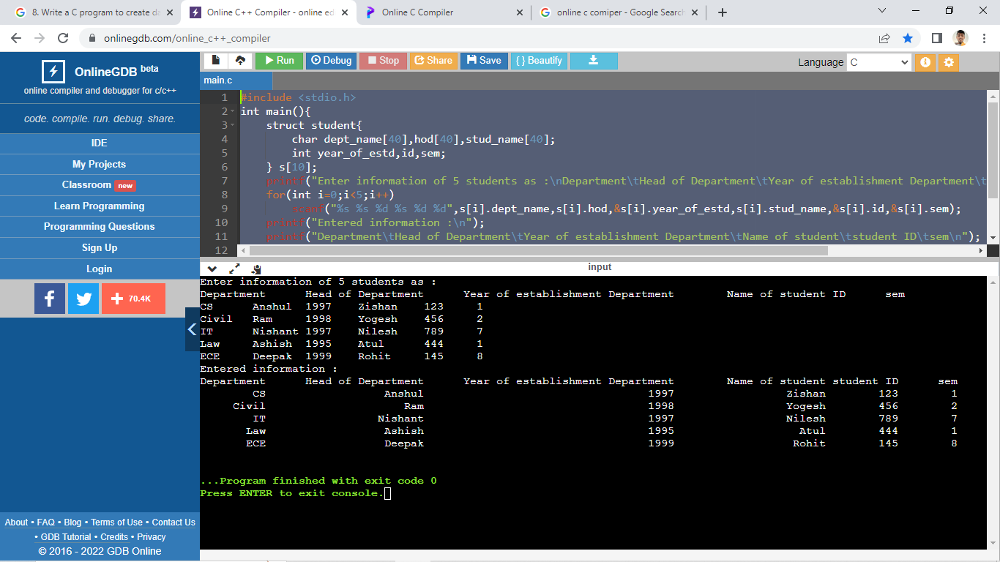 8. Write a C program to create da
Online C++ Compiler - online ed
Online C Compiler
online c comiper - Google Search
onlinegdb.com/online_c++_compiler
OnlineGDB beta
online compiler and debugger for c/c++
code. compile. run. debug. share.
IDE
My Projects
Classroom new
Learn Programming
Programming Questions
Sign Up
Login
70.4K
About • FAQ • Blog • Terms of Use • Contact Us
• GDB Tutorial • Credits • Privacy
© 2016 - 2022 GDB Online
Run Debug Stop Share Save { } Beautify
Language C
main.c
1 #include <stdio.h>
2 int main(){
3 struct student{
4 char dept_name[40],hod[40],stud_name[40];
5 int year_of_estd,id,sem;
6 } s[10];
7 printf("Enter information of 5 students as :\nDepartment\tHead of Department\tYear of establishment Department\t
8 for(int i=0;i<5;i++)
9 scanf("%s %s %d %s %d %d",s[i].dept_name,s[i].hod,&s[i].year_of_estd,s[i].stud_name,&s[i].id,&s[i].sem);
10 printf("Entered information :\n");
11 printf("Department\tHead of Department\tYear of establishment Department\tName of student\tstudent ID\tsem\n");
12
input
Enter information of 5 students as :
Department Head of Department Year of establishment Department Name of student ID sem
CS Anshul 1997 Zishan 123 1
Civil Ram 1998 Yogesh 456 2
IT Nishant 1997 Nilesh 789 7
Law Ashish 1995 Atul 444 1
ECE Deepak 1999 Rohit 145 8
Entered information :
Department Head of Department Year of establishment Department Name of student student ID sem
CS Anshul 1997 Zishan 123 1
Civil Ram 1998 Yogesh 456 2
IT Nishant 1997 Nilesh 789 7
Law Ashish 1995 Atul 444 1
ECE Deepak 1999 Rohit 145 8
...Program finished with exit code 0
Press ENTER to exit console.